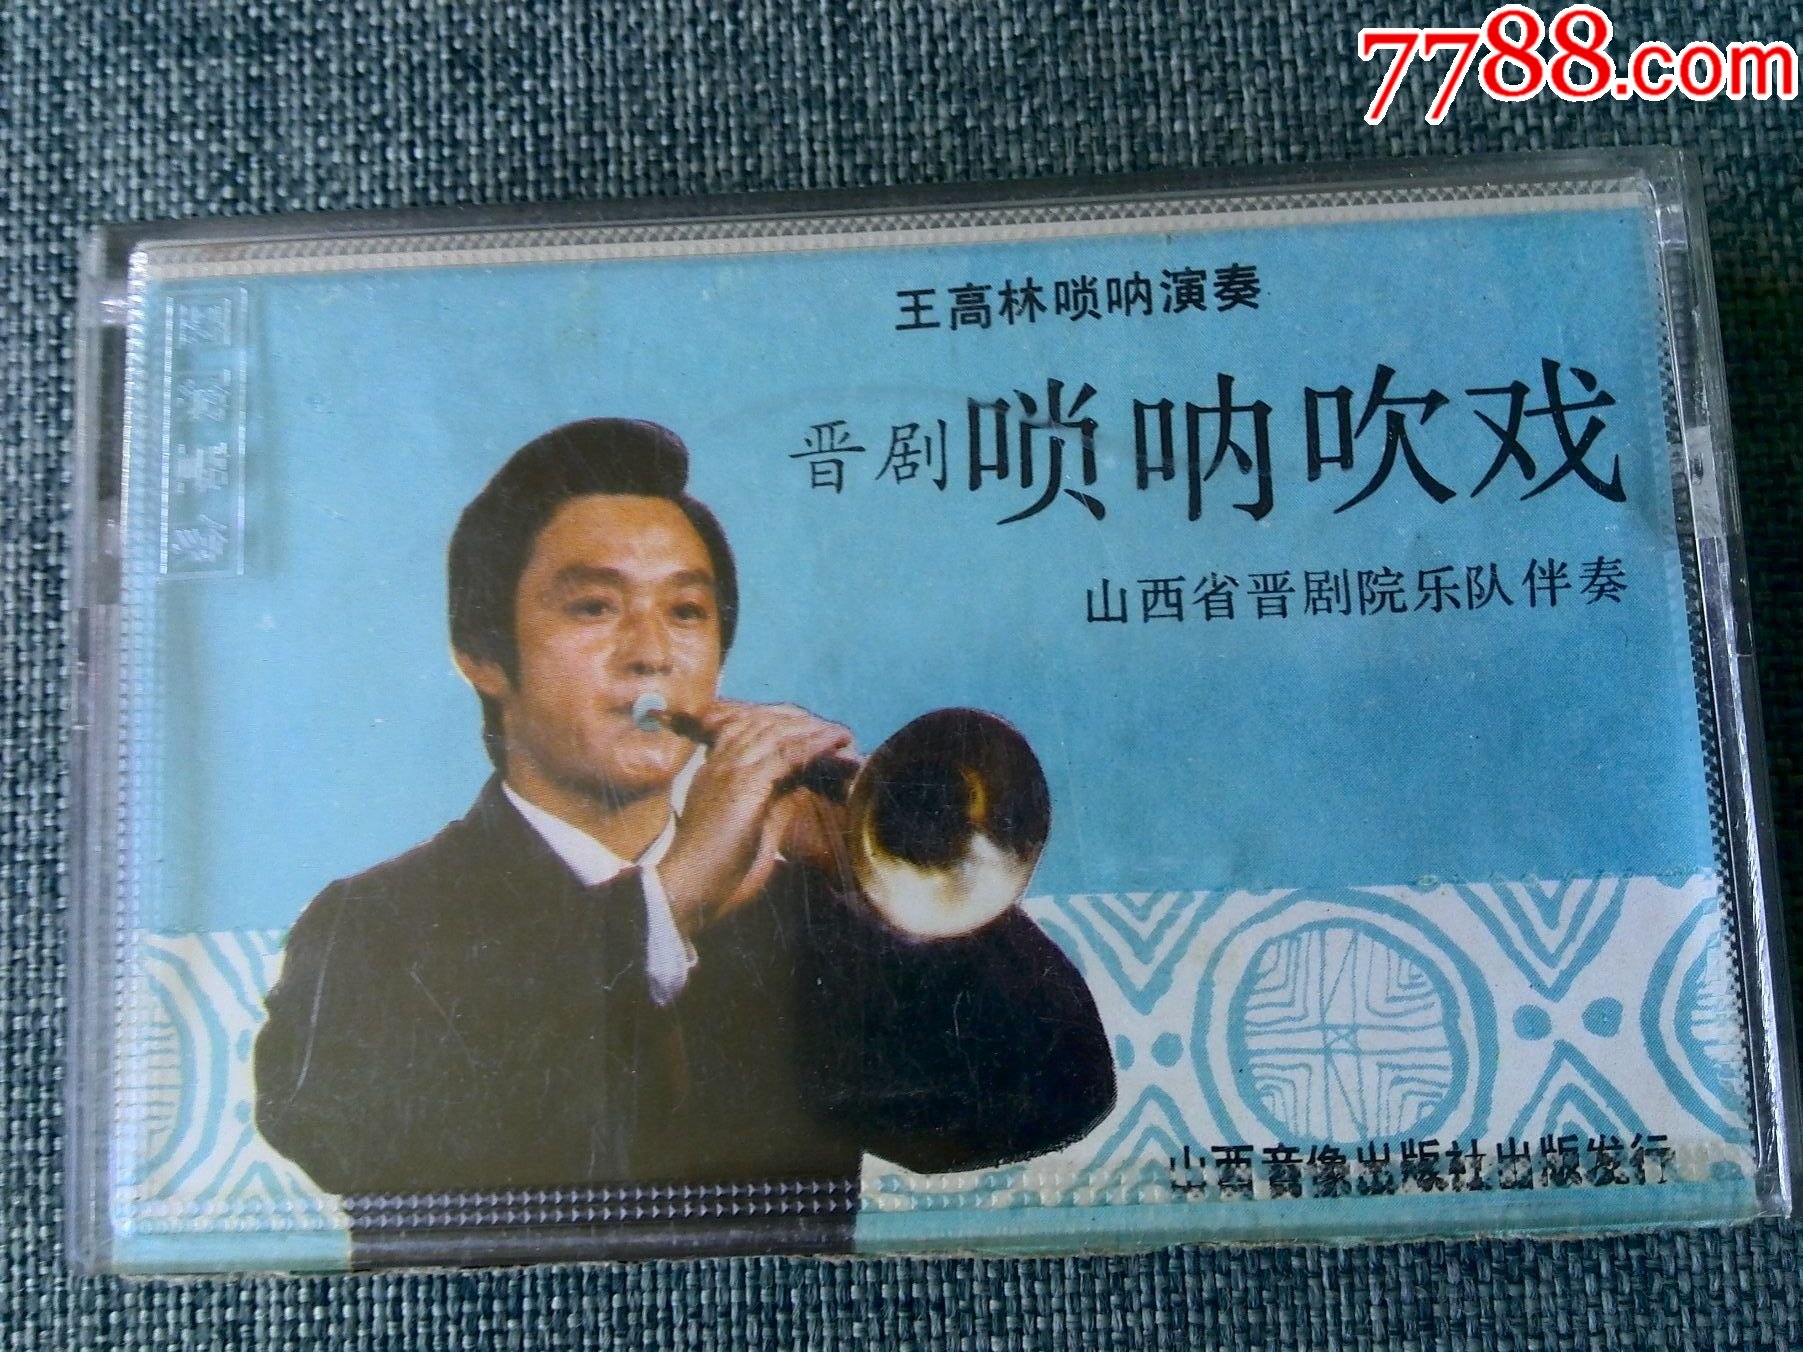 7788.com
王高林唢呐演奏
晋剧唢呐吹戏
山西省晋剧院乐队伴奏
山西音像出版社出版发行